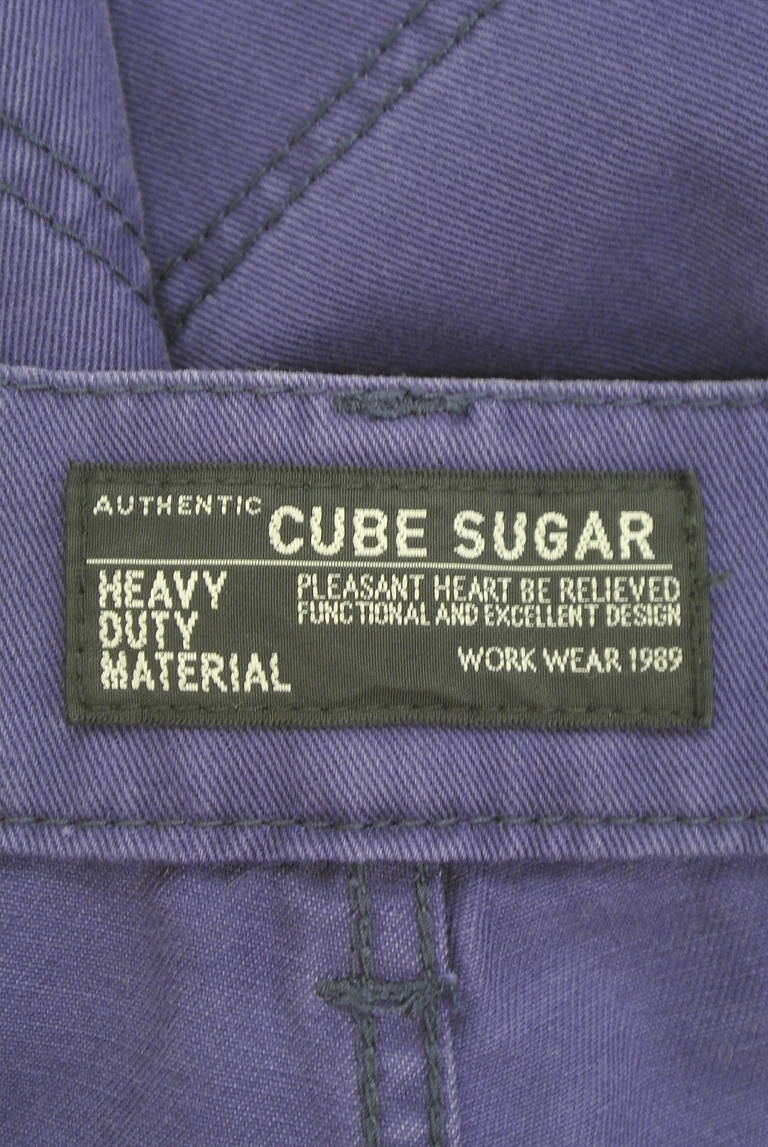 AUTHENTIC CUBE SUGAR
HEAVY
DUTY
MATERIAL
PLEASANT HEART BE RELIEVED
FUNCTIONAL AND EXCELLENT DESIGN
WORK WEAR 1989